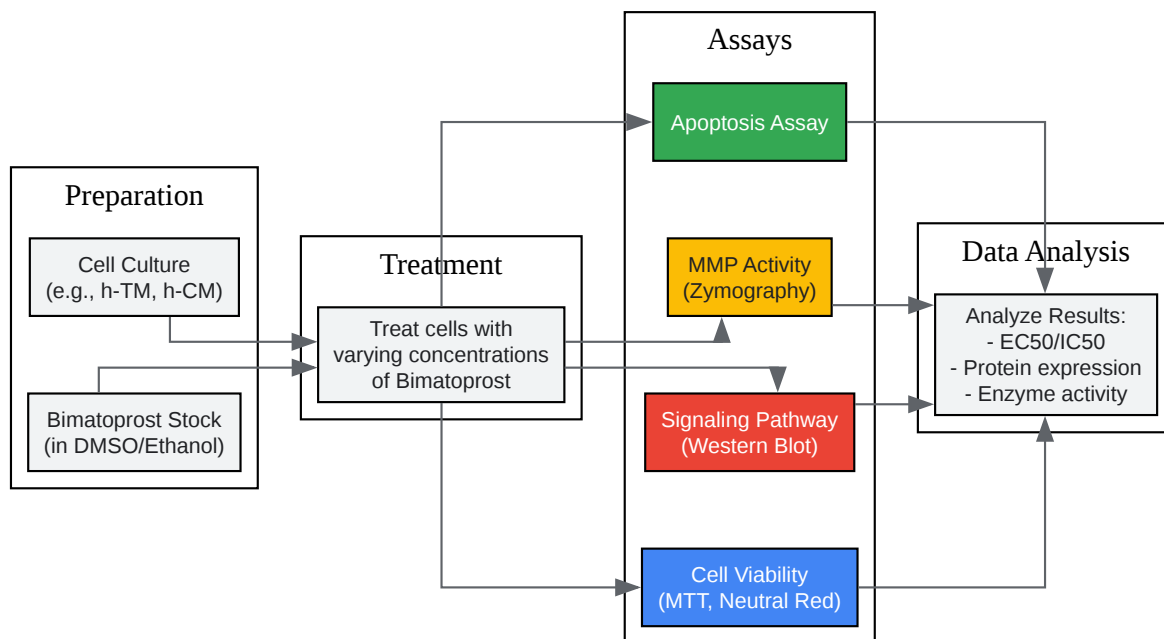 Preparation
Cell Culture
(e.g., h-TM, h-CM)
Bimatoprost Stock
(in DMSO/Ethanol)
Treatment
Treat cells with
varying concentrations
of Bimatoprost
Assays
Apoptosis Assay
MMP Activity
(Zymography)
Signaling Pathway
(Western Blot)
Cell Viability
(MTT, Neutral Red)
Data Analysis
Analyze Results:
- EC50/IC50
- Protein expression
- Enzyme activity